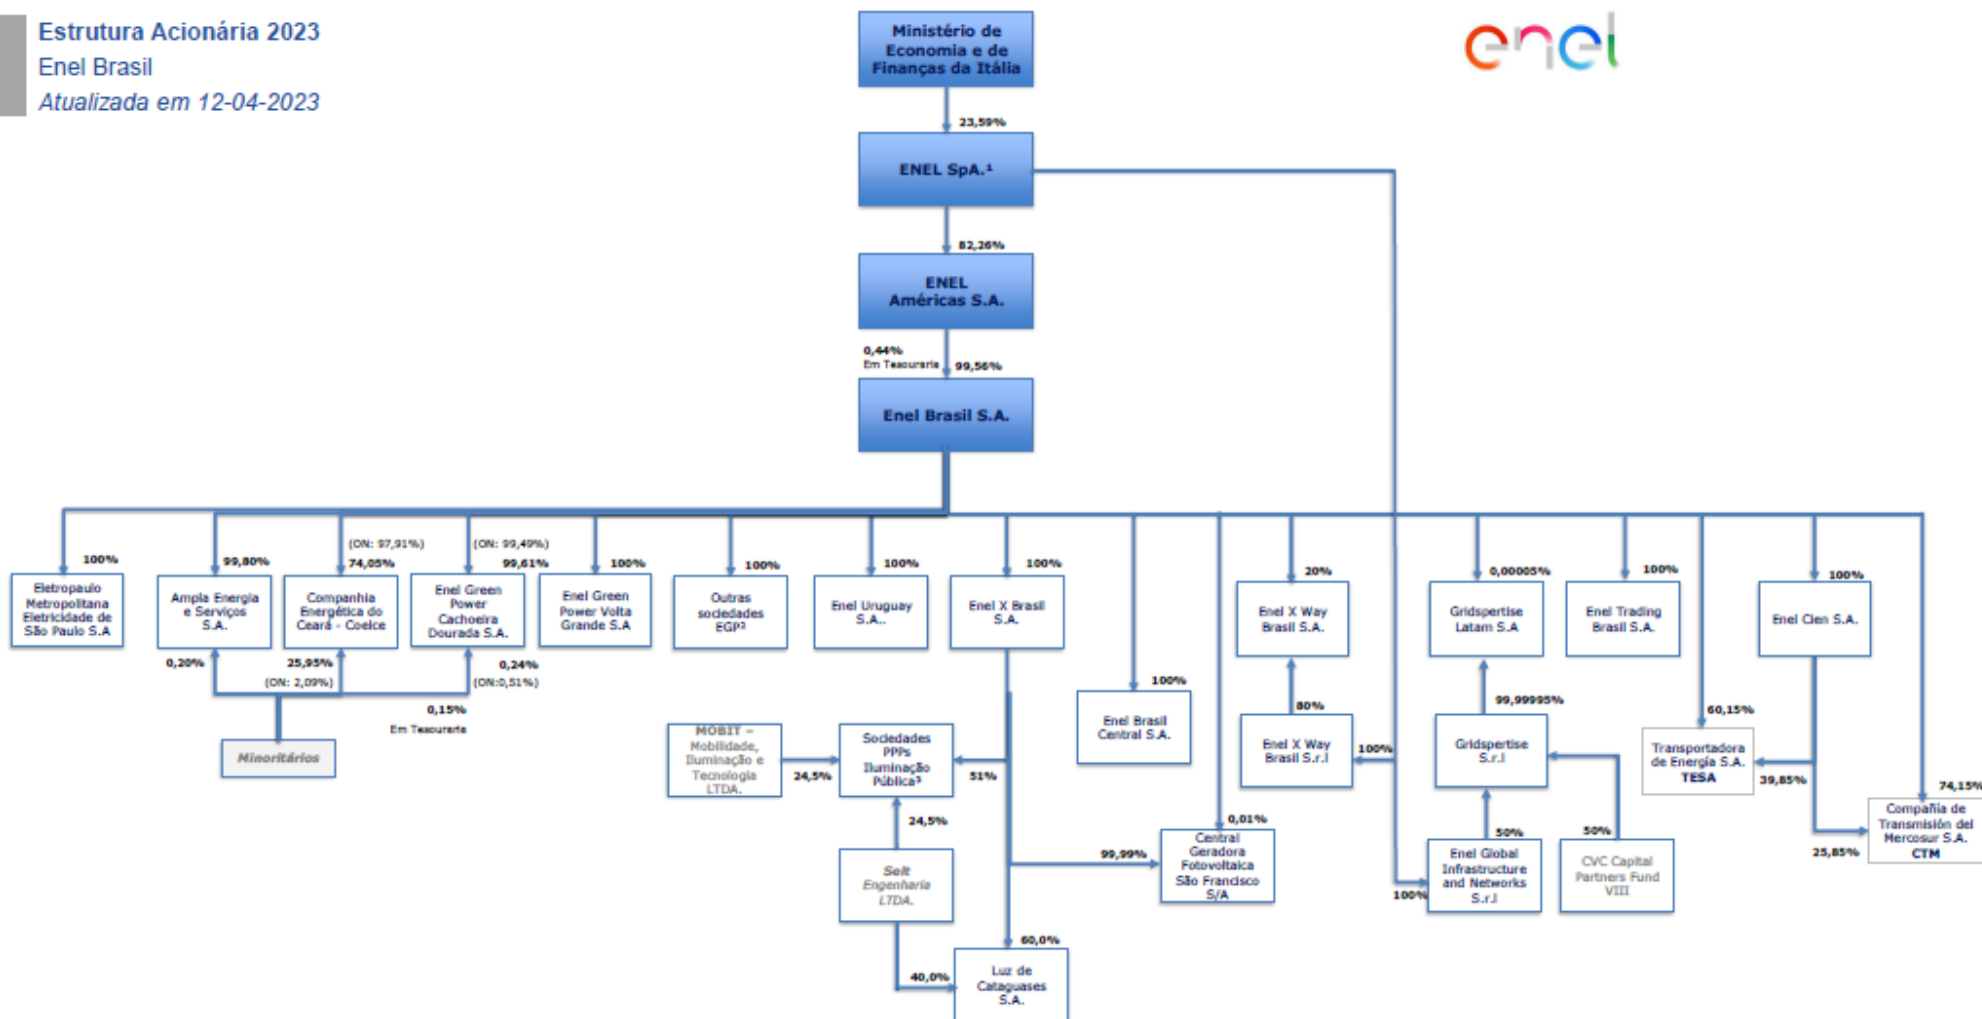 Estrutura Acionária 2023
Enel Brasil
Atualizada em 12-04-2023
enel
Ministério de
Economia e de
Finanças da Itália
23,59%
ENEL SpA.¹
82,26%
ENEL
Américas S.A.
0,44%
Em Tesouraria
99,56%
Enel Brasil S.A.
100%
Eletropaulo
Metropolitana
Eletricidade de
São Paulo S.A
99,80%
Ampla Energia
e Serviços
S.A.
(ON: 97,91%)
74,05%
Companhia
Energética do
Ceará - Coelce
(ON: 99,49%)
99,61%
Enel Green
Power
Cachoeira
Dourada S.A.
100%
Enel Green
Power Volta
Grande S.A
100%
Outras
sociedades
EGP²
100%
Enel Uruguay
S.A..
100%
Enel X Brasil
S.A.
20%
Enel X Way
Brasil S.A.
0,00005%
Gridspertise
Latam S.A
100%
Enel Trading
Brasil S.A.
100%
Enel Cien S.A.
0,20%
25,95%
(ON: 2,09%)
0,24%
(ON:0,51%)
0,15%
Em Tesouraria
Minoritários
MOBIT –
Mobilidade,
Iluminação e
Tecnologia
LTDA.
24,5%
Sociedades
PPPs
Iluminação
Pública³
51%
24,5%
Selt
Engenharia
LTDA.
40,0%
60,0%
Luz de
Cataguases
S.A.
100%
Enel Brasil
Central S.A.
99,99%
0,01%
Central
Geradora
Fotovoltaica
São Francisco
S/A
80%
Enel X Way
Brasil S.r.l
100%
99,99995%
Gridspertise
S.r.l
50%
50%
Enel Global
Infrastructure
and Networks
S.r.l
100%
CVC Capital
Partners Fund
VIII
60,15%
Transportadora
de Energía S.A.
TESA
39,85%
74,15%
Compañia de
Transmisión del
Mercosur S.A.
CTM
25,85%